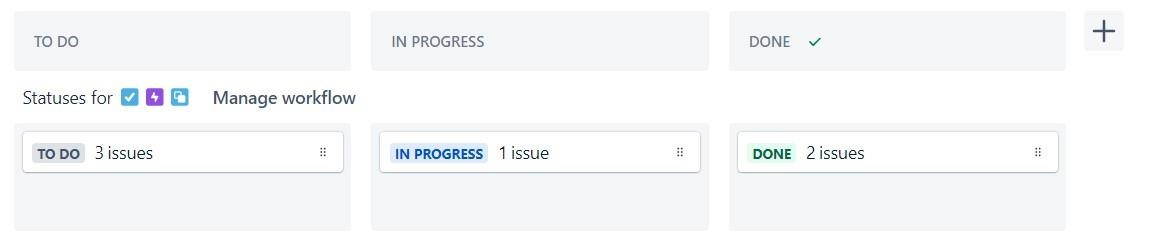 TO DO
IN PROGRESS
DONE
Statuses for
Manage workflow
TO DO 3 issues
IN PROGRESS 1 issue
DONE 2 issues